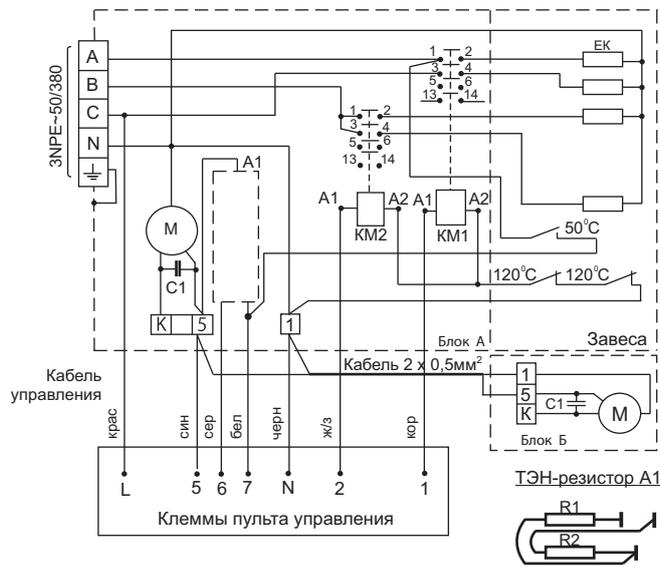 3NPE~50/380
A
B
C
N
1 2
3 4
5 6
13 14
1 2
3 4
5 6
13 14
ЕК
A1
M
C1
К 5
A1 A2
КМ2
A1 A2
КМ1
50°C
120°C 120°C
1
Блок А
Завеса
Кабель управления
Кабель 2 x 0,5мм²
1
5
К
C1
M
Блок Б
крас
син
сер
бел
черн
ж/з
кор
L 5 6 7 N 2 1
Клеммы пульта управления
ТЭН-резистор А1
R1
R2